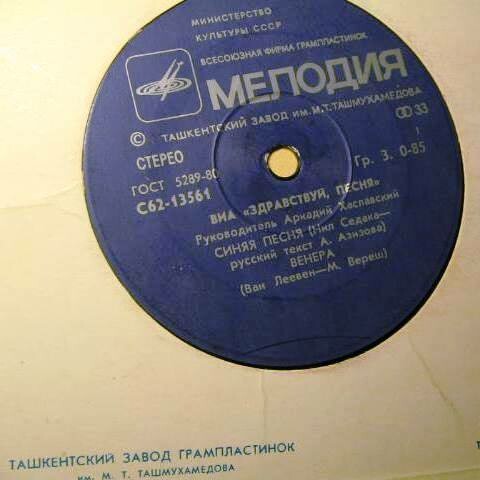 МИНИСТЕРСТВО
КУЛЬТУРЫ СССР
ВСЕСОЮЗНАЯ ФИРМА ГРАМПЛАСТИНОК
МЕЛОДИЯ
© ТАШКЕНТСКИЙ ЗАВОД ИМ. М.Т. ТАШМУХАМЕДОВА
СТЕРЕО
33
ГОСТ 5289-80
Гр. 3. 0-85
С62-13561
ВИА «ЗДРАВСТВУЙ, ПЕСНЯ»
Руководитель Аркадий Хаславский
СИНЯЯ ПЕСНЯ (Нил Седака—
русский текст А. Азизова)
ВЕНЕРА
(Ван Леевен—М. Вереш)
ТАШКЕНТСКИЙ ЗАВОД ГРАМПЛАСТИНОК
им. М. Т. ТАШМУХАМЕДОВА